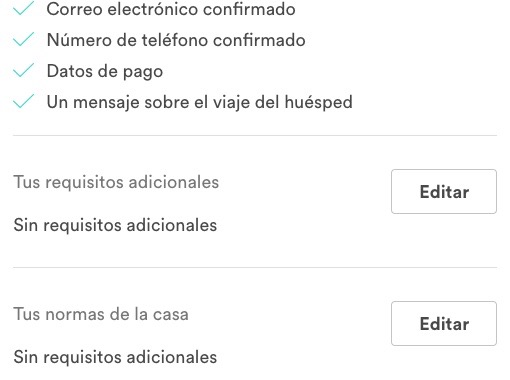 Correo electrónico confirmado
Número de teléfono confirmado
Datos de pago
Un mensaje sobre el viaje del huésped
Tus requisitos adicionales
Editar
Sin requisitos adicionales
Tus normas de la casa
Editar
Sin requisitos adicionales